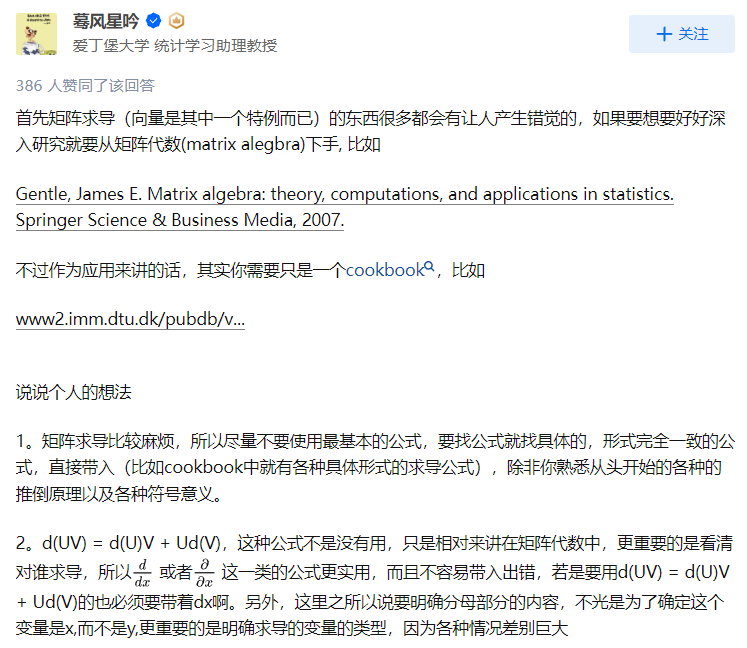 蓦风星吟
爱丁堡大学 统计学习助理教授
+ 关注
386 人赞同了该回答
首先矩阵求导（向量是其中一个特例而已）的东西很多都会有让人产生错觉的，如果要想要好好深
入研究就要从矩阵代数(matrix alegbra)下手, 比如
Gentle, James E. Matrix algebra: theory, computations, and applications in statistics.
Springer Science & Business Media, 2007.
不过作为应用来讲的话，其实你需要只是一个cookbook，比如
www2.imm.dtu.dk/pubdb/v...
说说个人的想法
1。矩阵求导比较麻烦，所以尽量不要使用最基本的公式，要找公式就找具体的，形式完全一致的公
式，直接带入（比如cookbook中就有各种具体形式的求导公式），除非你熟悉从头开始的各种的
推倒原理以及各种符号意义。
2。d(UV) = d(U)V + Ud(V)，这种公式不是没有用，只是相对来讲在矩阵代数中，更重要的是看清
对谁求导，所以 d/dx 或者 ∂/∂x 这一类的公式更实用，而且不容易带入出错，若是要用d(UV) = d(U)V
+ Ud(V)的也必须要带着dx啊。另外，这里之所以说要明确分母部分的内容，不光是为了确定这个
变量是x,而不是y,更重要的是明确求导的变量的类型，因为各种情况差别巨大